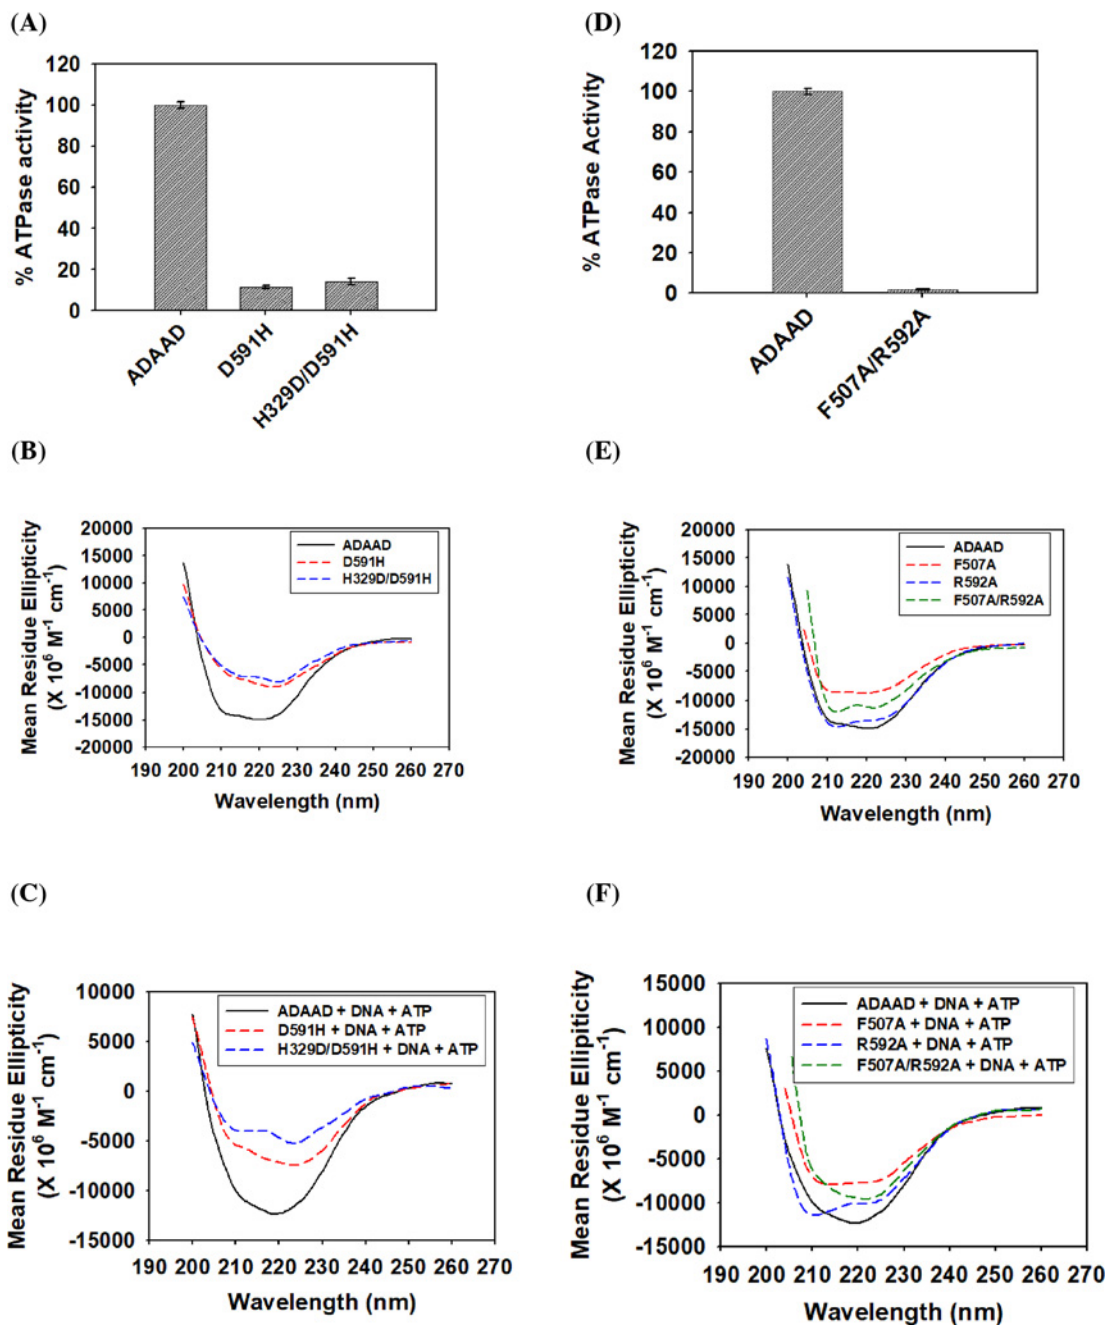 (A)
% ATPase activity
120
100
80
60
40
20
0
ADAAD
D591H
H329D/D591H
(D)
% ATPase Activity
120
100
80
60
40
20
0
ADAAD
F507A/R592A
(B)
Mean Residue Ellipticity
(X 10⁶ M⁻¹ cm⁻¹)
20000
15000
10000
5000
0
-5000
-10000
-15000
-20000
ADAAD
D591H
H329D/D591H
190 200 210 220 230 240 250 260 270
Wavelength (nm)
(E)
Mean Residue Ellipticity
(X 10⁶ M⁻¹ cm⁻¹)
20000
15000
10000
5000
0
-5000
-10000
-15000
-20000
ADAAD
F507A
R592A
F507A/R592A
190 200 210 220 230 240 250 260 270
Wavelength (nm)
(C)
Mean Residue Ellipticity
(X 10⁶ M⁻¹ cm⁻¹)
10000
5000
0
-5000
-10000
-15000
ADAAD + DNA + ATP
D591H + DNA + ATP
H329D/D591H + DNA + ATP
190 200 210 220 230 240 250 260 270
Wavelength (nm)
(F)
Mean Residue Ellipticity
(X 10⁶ M⁻¹ cm⁻¹)
15000
10000
5000
0
-5000
-10000
-15000
ADAAD + DNA + ATP
F507A + DNA + ATP
R592A + DNA + ATP
F507A/R592A + DNA + ATP
190 200 210 220 230 240 250 260 270
Wavelength (nm)